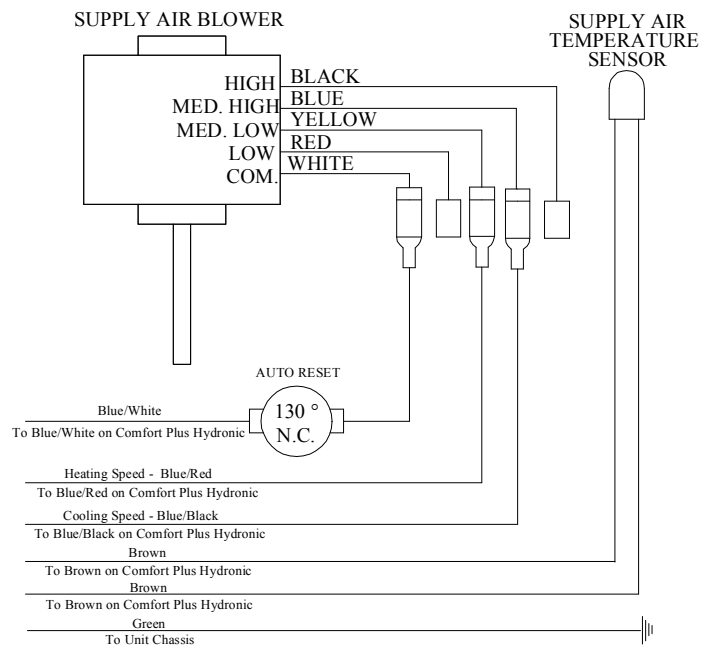 SUPPLY AIR BLOWER
SUPPLY AIR
TEMPERATURE
SENSOR
HIGH BLACK
MED. HIGH BLUE
MED. LOW YELLOW
LOW RED
COM. WHITE
AUTO RESET
130 °
N.C.
Blue/White
To Blue/White on Comfort Plus Hydronic
Heating Speed - Blue/Red
To Blue/Red on Comfort Plus Hydronic
Cooling Speed - Blue/Black
To Blue/Black on Comfort Plus Hydronic
Brown
To Brown on Comfort Plus Hydronic
Brown
To Brown on Comfort Plus Hydronic
Green
To Unit Chassis